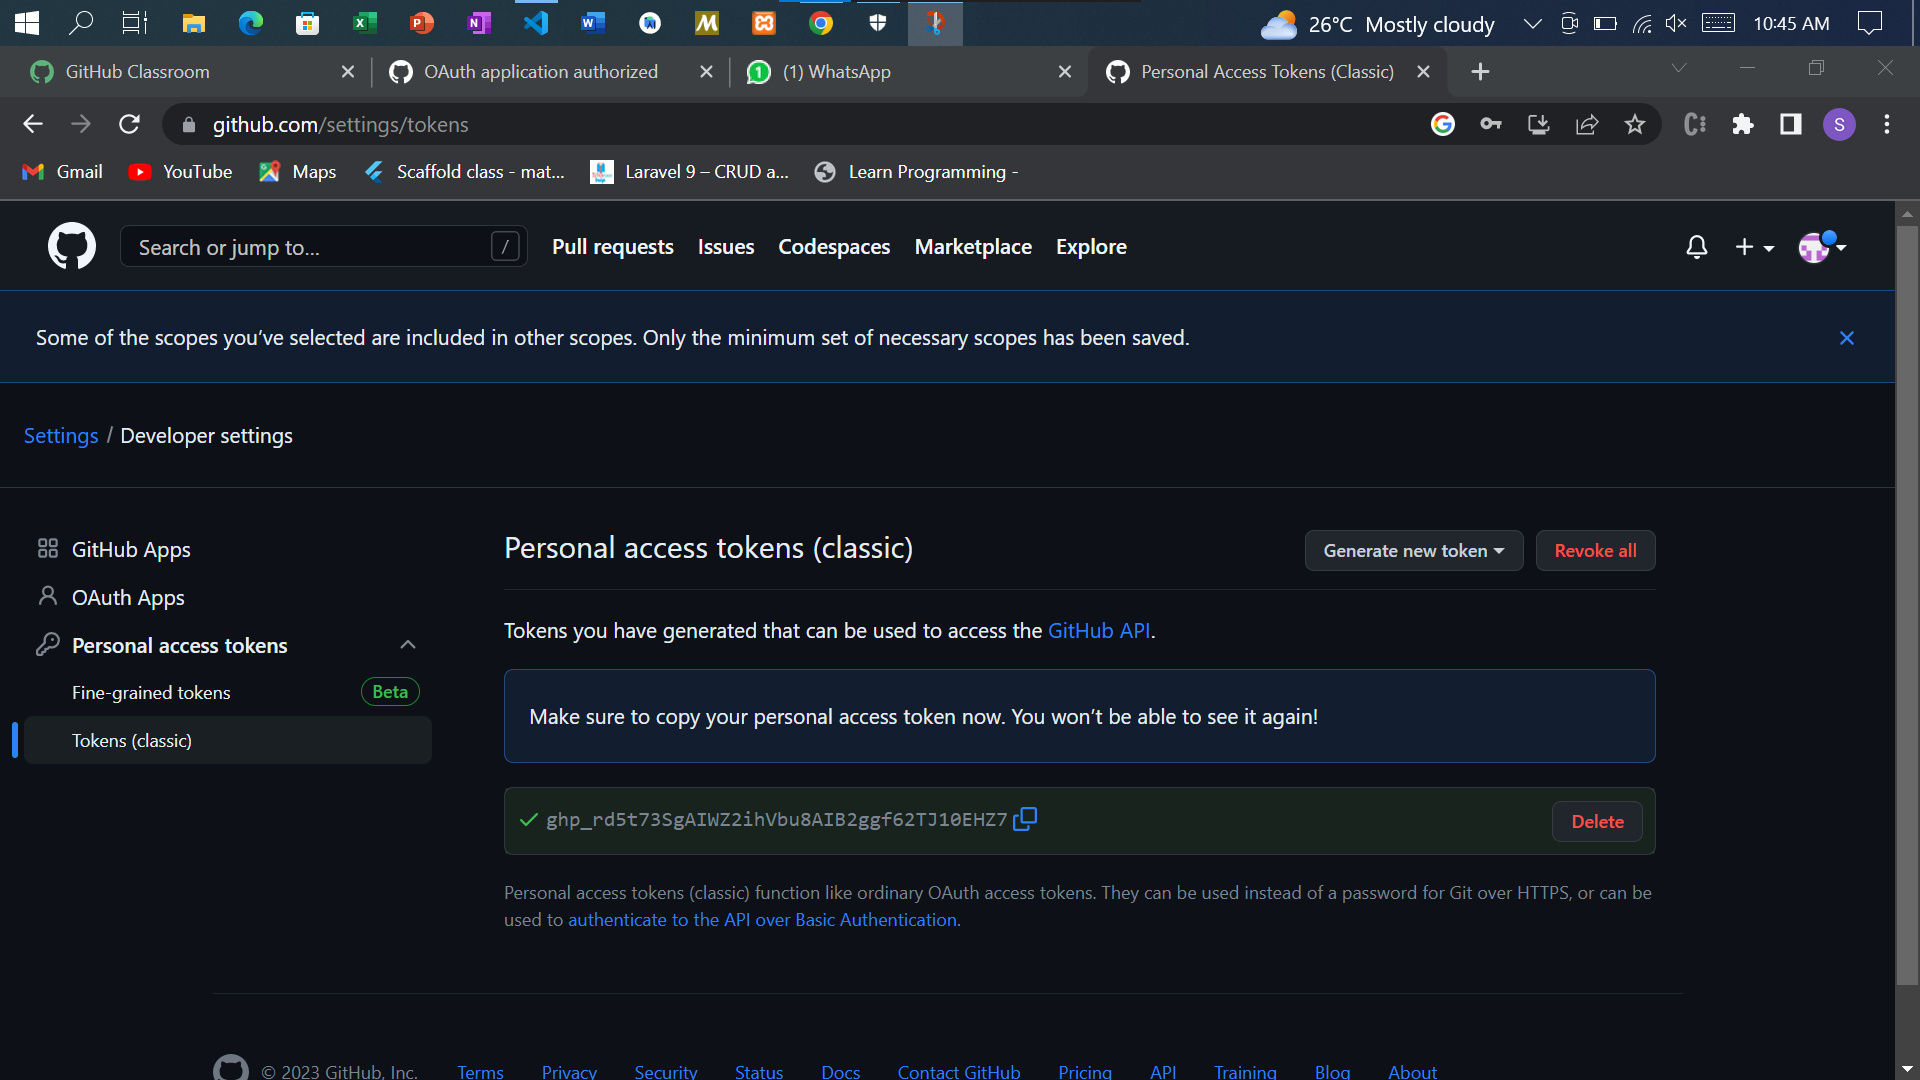 26°C Mostly cloudy
10:45 AM
GitHub Classroom
OAuth application authorized
(1) WhatsApp
Personal Access Tokens (Classic)
github.com/settings/tokens
S
Gmail
YouTube
Maps
Scaffold class - mat...
Laravel 9 – CRUD a...
Learn Programming -
Search or jump to...
/
Pull requests
Issues
Codespaces
Marketplace
Explore
Some of the scopes you’ve selected are included in other scopes. Only the minimum set of necessary scopes has been saved.
Settings / Developer settings
GitHub Apps
OAuth Apps
Personal access tokens
Fine-grained tokens
Beta
Tokens (classic)
Personal access tokens (classic)
Generate new token
Revoke all
Tokens you have generated that can be used to access the GitHub API.
Make sure to copy your personal access token now. You won’t be able to see it again!
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
Delete
Personal access tokens (classic) function like ordinary OAuth access tokens. They can be used instead of a password for Git over HTTPS, or can be
used to authenticate to the API over Basic Authentication.
© 2023 GitHub, Inc.
Terms
Privacy
Security
Status
Docs
Contact GitHub
Pricing
API
Training
Blog
About